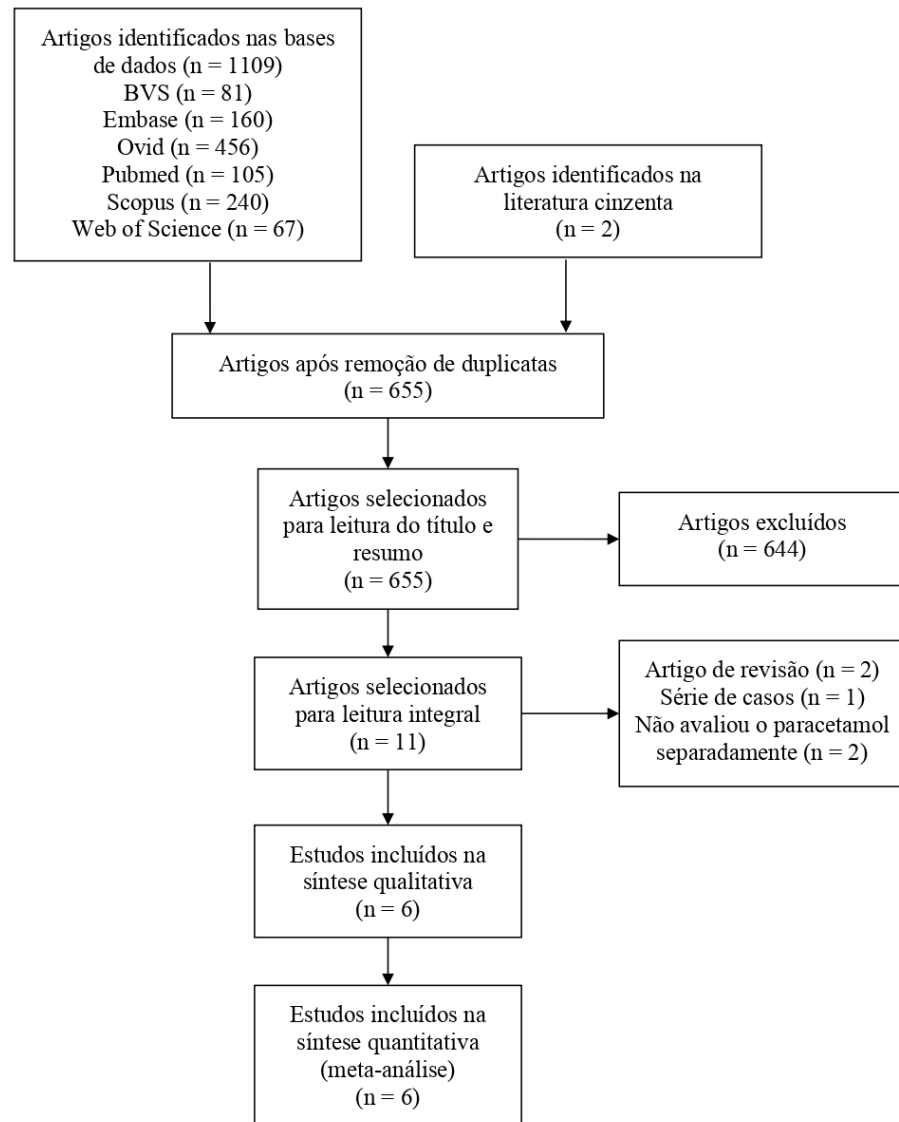 Artigos identificados nas bases
de dados (n = 1109)
BVS (n = 81)
Embase (n = 160)
Ovid (n = 456)
Pubmed (n = 105)
Scopus (n = 240)
Web of Science (n = 67)
Artigos identificados na
literatura cinzenta
(n = 2)
Artigos após remoção de duplicatas
(n = 655)
Artigos selecionados
para leitura do título e
resumo
(n = 655)
Artigos excluídos
(n = 644)
Artigos selecionados
para leitura integral
(n = 11)
Artigo de revisão (n = 2)
Série de casos (n = 1)
Não avaliou o paracetamol
separadamente (n = 2)
Estudos incluídos na
síntese qualitativa
(n = 6)
Estudos incluídos na
síntese quantitativa
(meta-análise)
(n = 6)